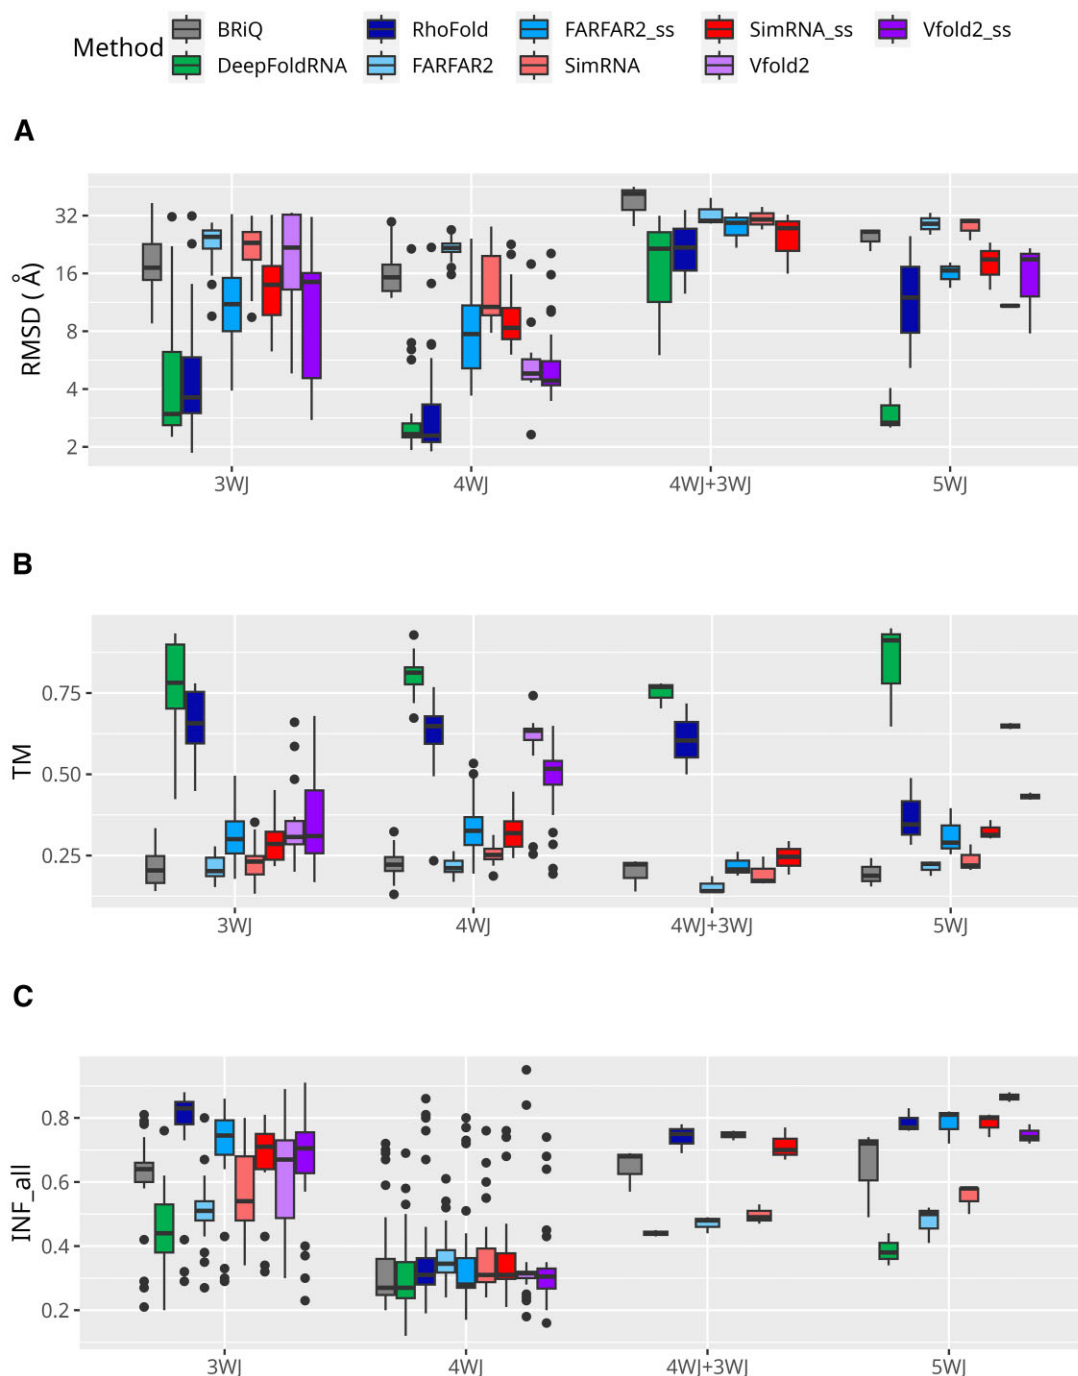 Method BRiQ RhoFold FARFAR2_ss SimRNA_ss Vfold2_ss
DeepFoldRNA FARFAR2 SimRNA Vfold2
A
RMSD ( Å)
32
16
8
4
2
3WJ 4WJ 4WJ+3WJ 5WJ
B
TM
0.75
0.50
0.25
3WJ 4WJ 4WJ+3WJ 5WJ
C
INF_all
0.8
0.6
0.4
0.2
3WJ 4WJ 4WJ+3WJ 5WJ